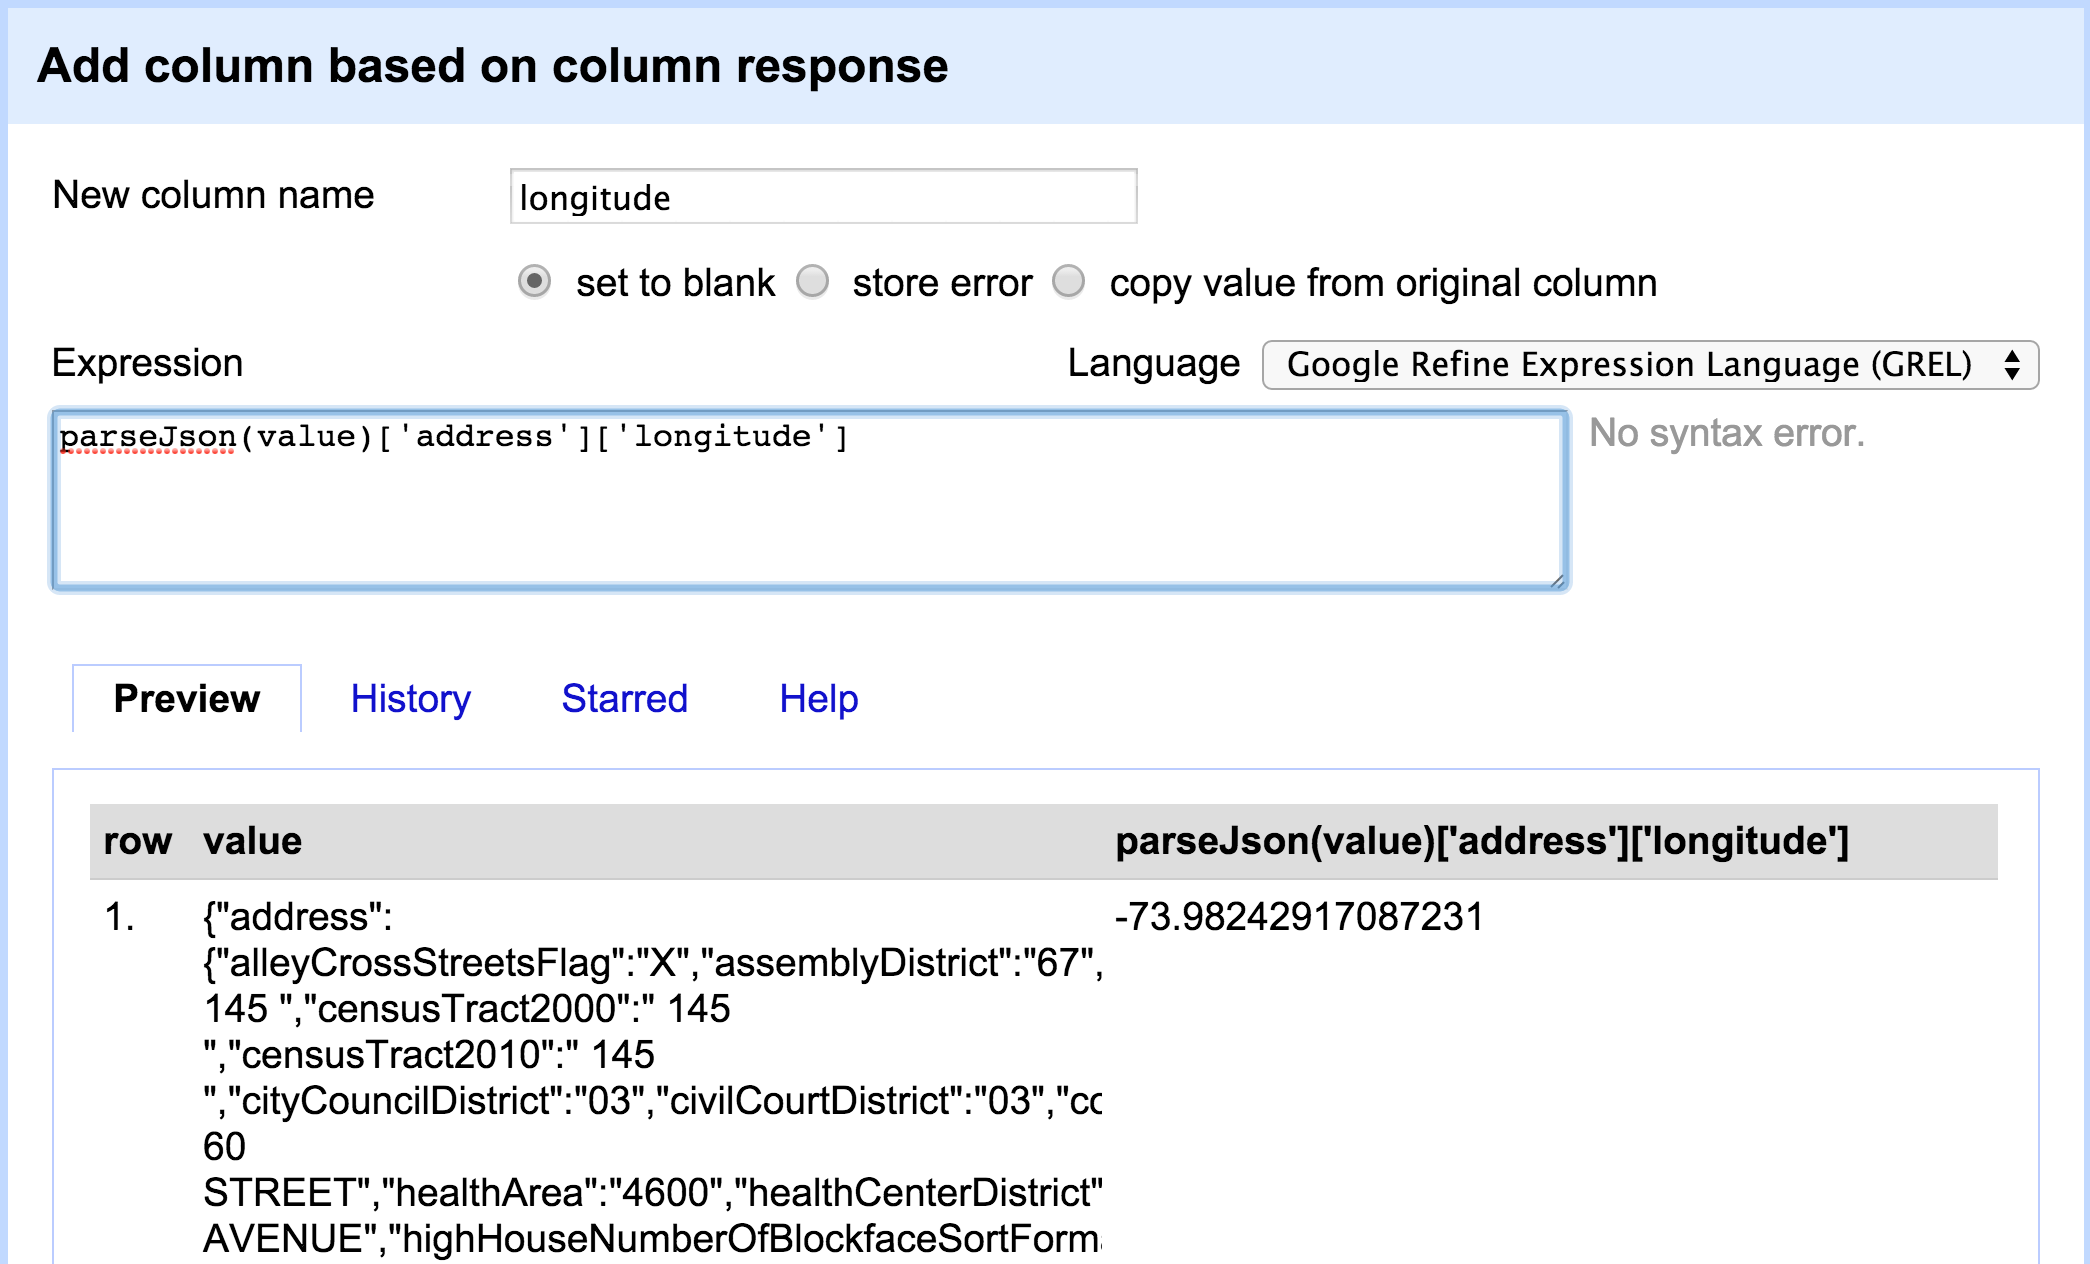 Add column based on column response
New column name longitude
set to blank store error copy value from original column
Expression Language Google Refine Expression Language (GREL)
parseJson(value)['address']['longitude'] No syntax error.
Preview History Starred Help
row value parseJson(value)['address']['longitude']
1. {"address": -73.98242917087231
{"alleyCrossStreetsFlag":"X","assemblyDistrict":"67",
145 ","censusTract2000":" 145
","censusTract2010":" 145
","cityCouncilDistrict":"03","civilCourtDistrict":"03","co
60
STREET","healthArea":"4600","healthCenterDistrict"
AVENUE","highHouseNumberOfBlockfaceSortForm